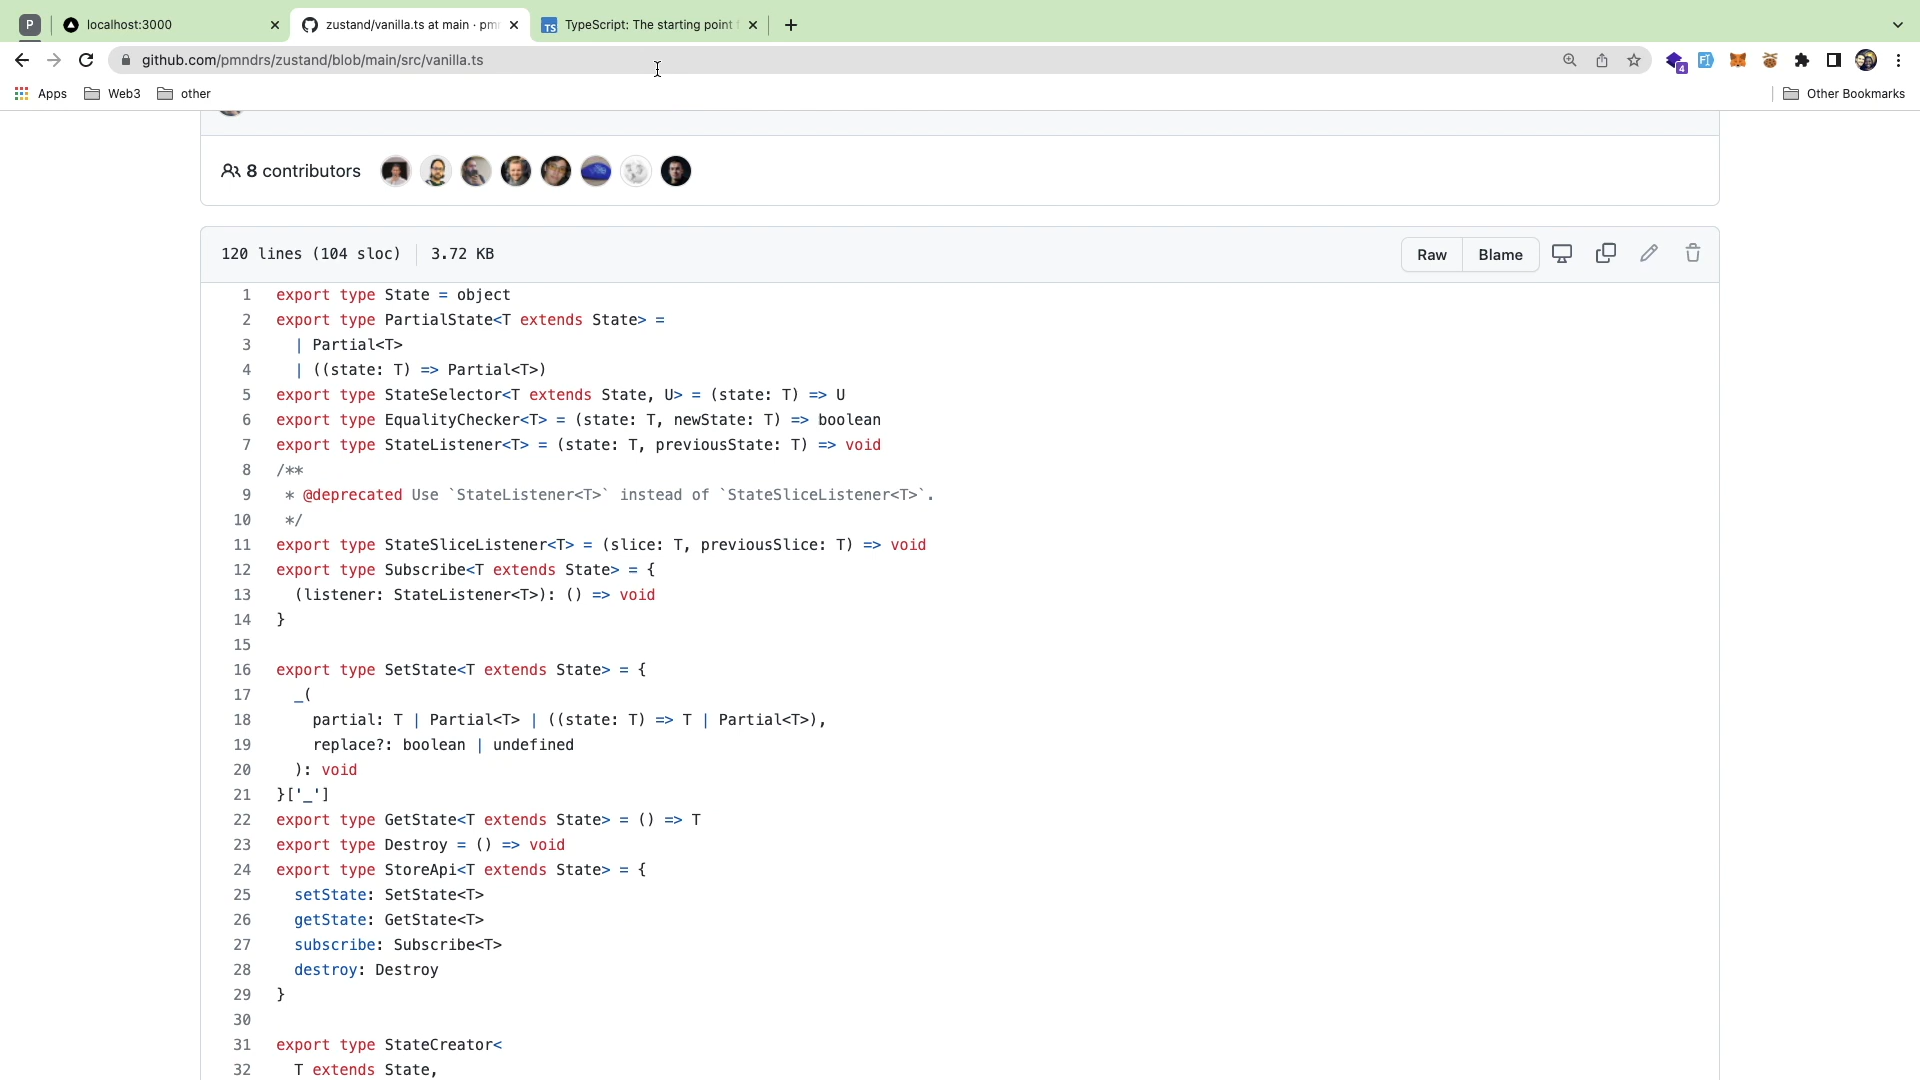 P
localhost:3000
zustand/vanilla.ts at main · pmn
TypeScript: The starting point f
github.com/pmndrs/zustand/blob/main/src/vanilla.ts
4
Apps
Web3
other
Other Bookmarks
8 contributors
120 lines (104 sloc)
3.72 KB
Raw
Blame
1 export type State = object
2 export type PartialState<T extends State> =
3   | Partial<T>
4   | ((state: T) => Partial<T>)
5 export type StateSelector<T extends State, U> = (state: T) => U
6 export type EqualityChecker<T> = (state: T, newState: T) => boolean
7 export type StateListener<T> = (state: T, previousState: T) => void
8 /**
9  * @deprecated Use `StateListener<T>` instead of `StateSliceListener<T>`.
10  */
11 export type StateSliceListener<T> = (slice: T, previousSlice: T) => void
12 export type Subscribe<T extends State> = {
13   (listener: StateListener<T>): () => void
14 }
15
16 export type SetState<T extends State> = {
17   _(
18     partial: T | Partial<T> | ((state: T) => T | Partial<T>),
19     replace?: boolean | undefined
20   ): void
21 }['_']
22 export type GetState<T extends State> = () => T
23 export type Destroy = () => void
24 export type StoreApi<T extends State> = {
25   setState: SetState<T>
26   getState: GetState<T>
27   subscribe: Subscribe<T>
28   destroy: Destroy
29 }
30
31 export type StateCreator<
32   T extends State,